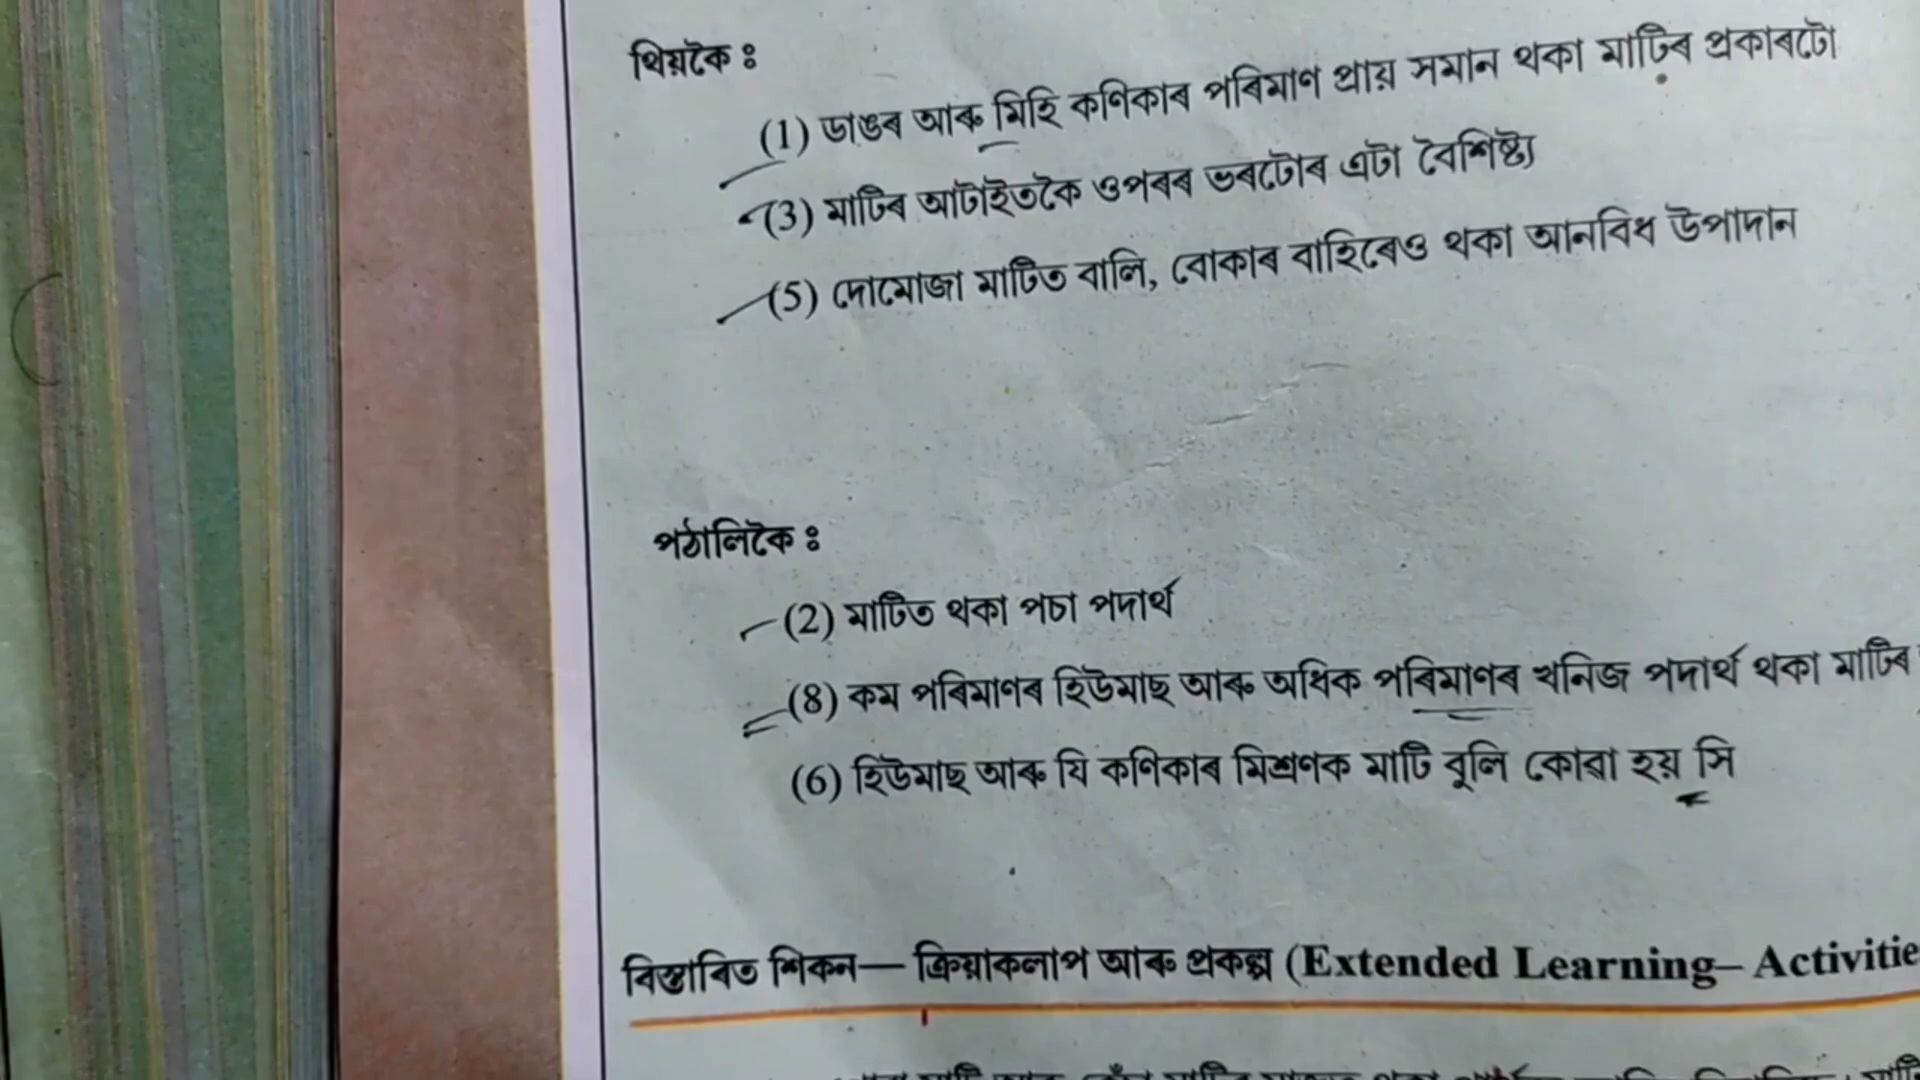 থিয়কৈ ঃ
(1) ডাঙৰ আৰু মিহি কণিকাৰ পৰিমাণ প্ৰায় সমান থকা মাটিৰ প্ৰকাৰটো
(3) মাটিৰ আটাইতকৈ ওপৰৰ ভৰটোৰ এটা বৈশিষ্ট্য
(5) দোমোজা মাটিত বালি, বোকাৰ বাহিৰেও থকা আনবিধ উপাদান
পঠালিকৈ ঃ
(2) মাটিত থকা পচা পদাৰ্থ
(8) কম পৰিমাণৰ হিউমাছ আৰু অধিক পৰিমাণৰ খনিজ পদাৰ্থ থকা মাটিৰ
(6) হিউমাছ আৰু যি কণিকাৰ মিশ্ৰণক মাটি বুলি কোৱা হয় সি
বিস্তাৰিত শিকন— ক্ৰিয়াকলাপ আৰু প্ৰকল্প (Extended Learning– Activitie